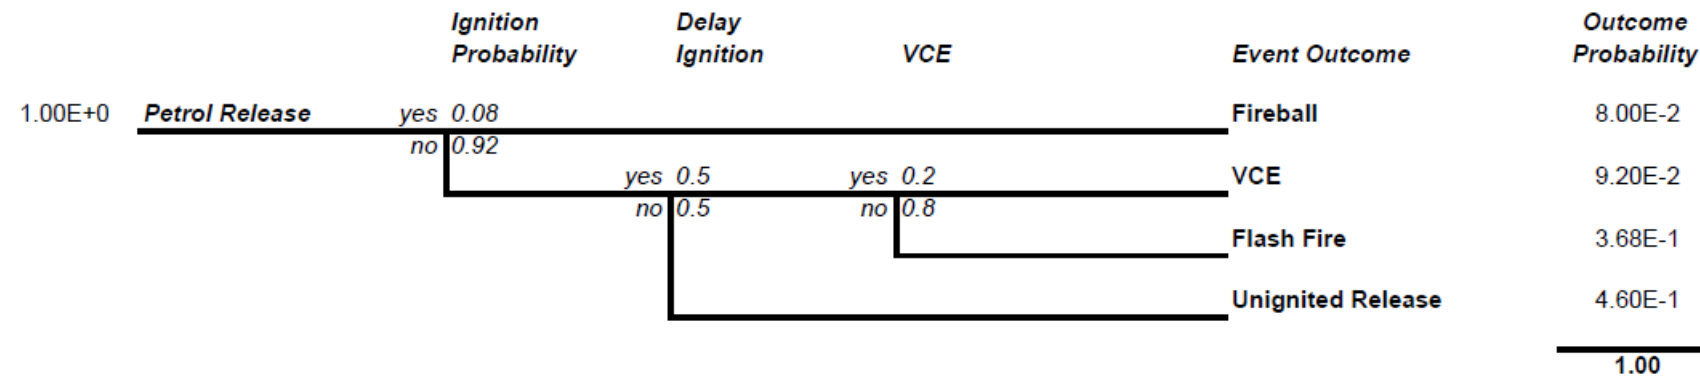 Ignition Delay Outcome
Probability Ignition VCE Event Outcome Probability
1.00E+0 Petrol Release yes 0.08 Fireball 8.00E-2
no 0.92
yes 0.5 yes 0.2 VCE 9.20E-2
no 0.5 no 0.8
Flash Fire 3.68E-1
Unignited Release 4.60E-1
1.00